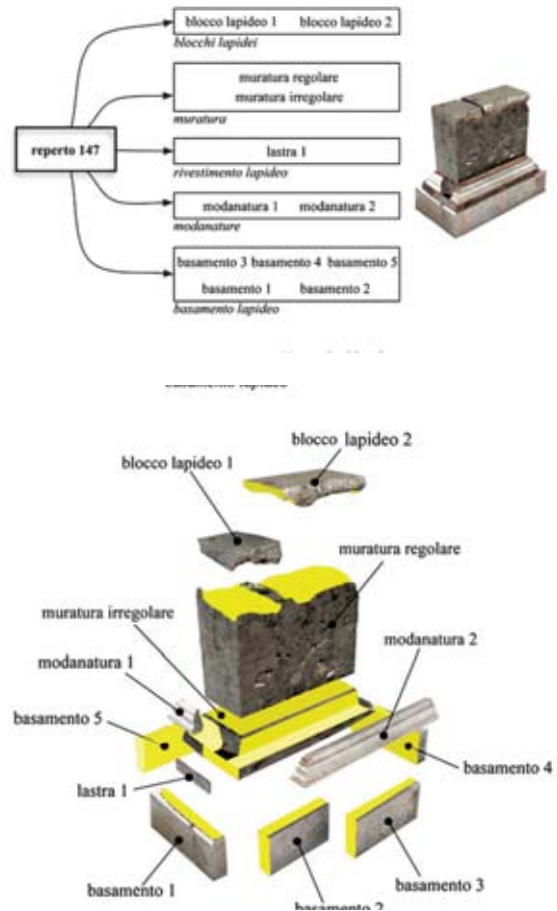 blocco lapideo 1 blocco lapideo 2
blocchi lapidei
muratura regolare
muratura irregolare
muratura
reperto 147
lastra 1
rivestimento lapideo
modanatura 1 modanatura 2
modanature
basamento 3 basamento 4 basamento 5
basamento 1 basamento 2
basamento lapideo
blocco lapideo 2
blocco lapideo 1
muratura regolare
muratura irregolare
modanatura 2
modanatura 1
basamento 5
basamento 4
lastra 1
basamento 3
basamento 1
basamento 2